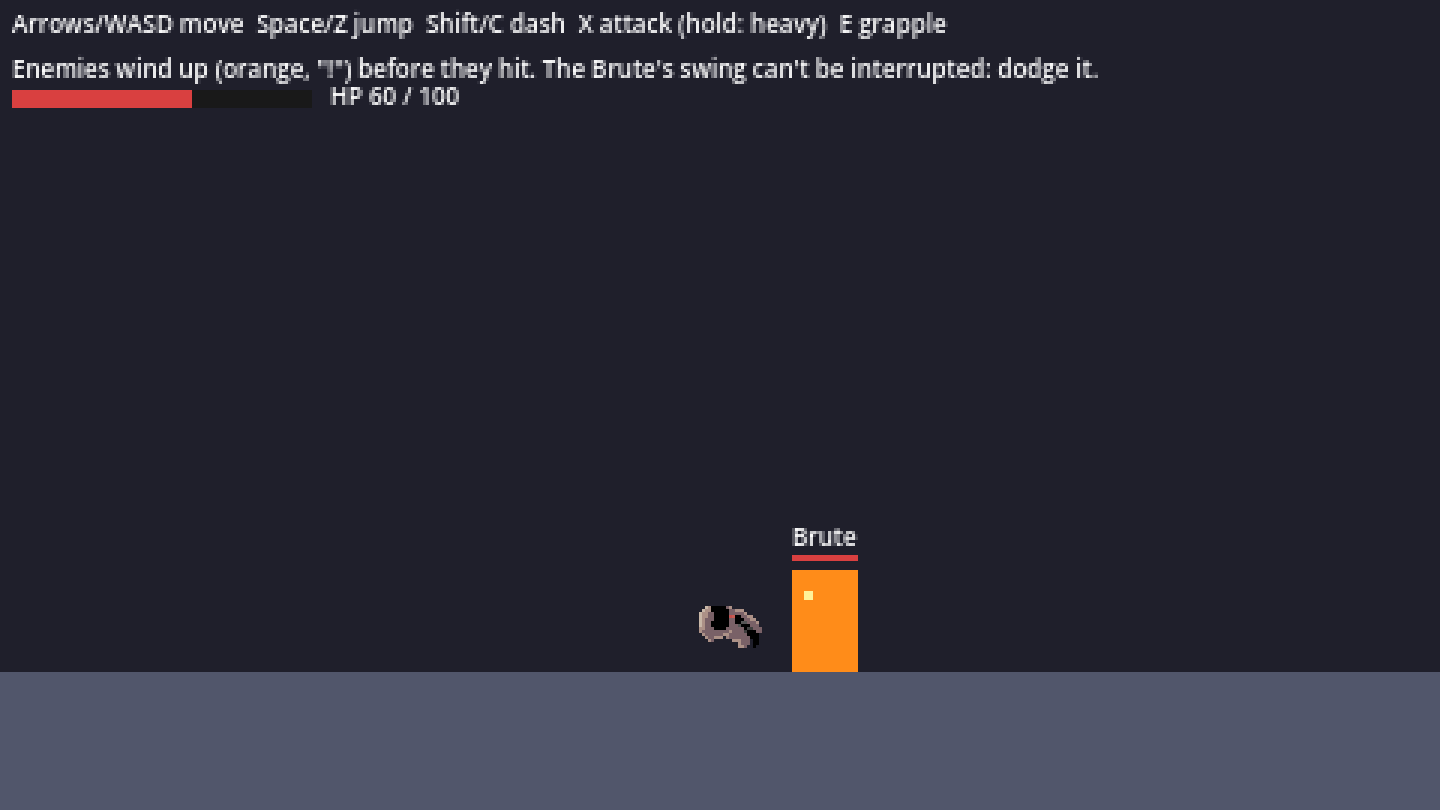 Arrows/WASD move  Space/Z jump  Shift/C dash  X attack (hold: heavy)  E grapple
Enemies wind up (orange, "!") before they hit. The Brute's swing can't be interrupted: dodge it.
HP 60 / 100
Brute